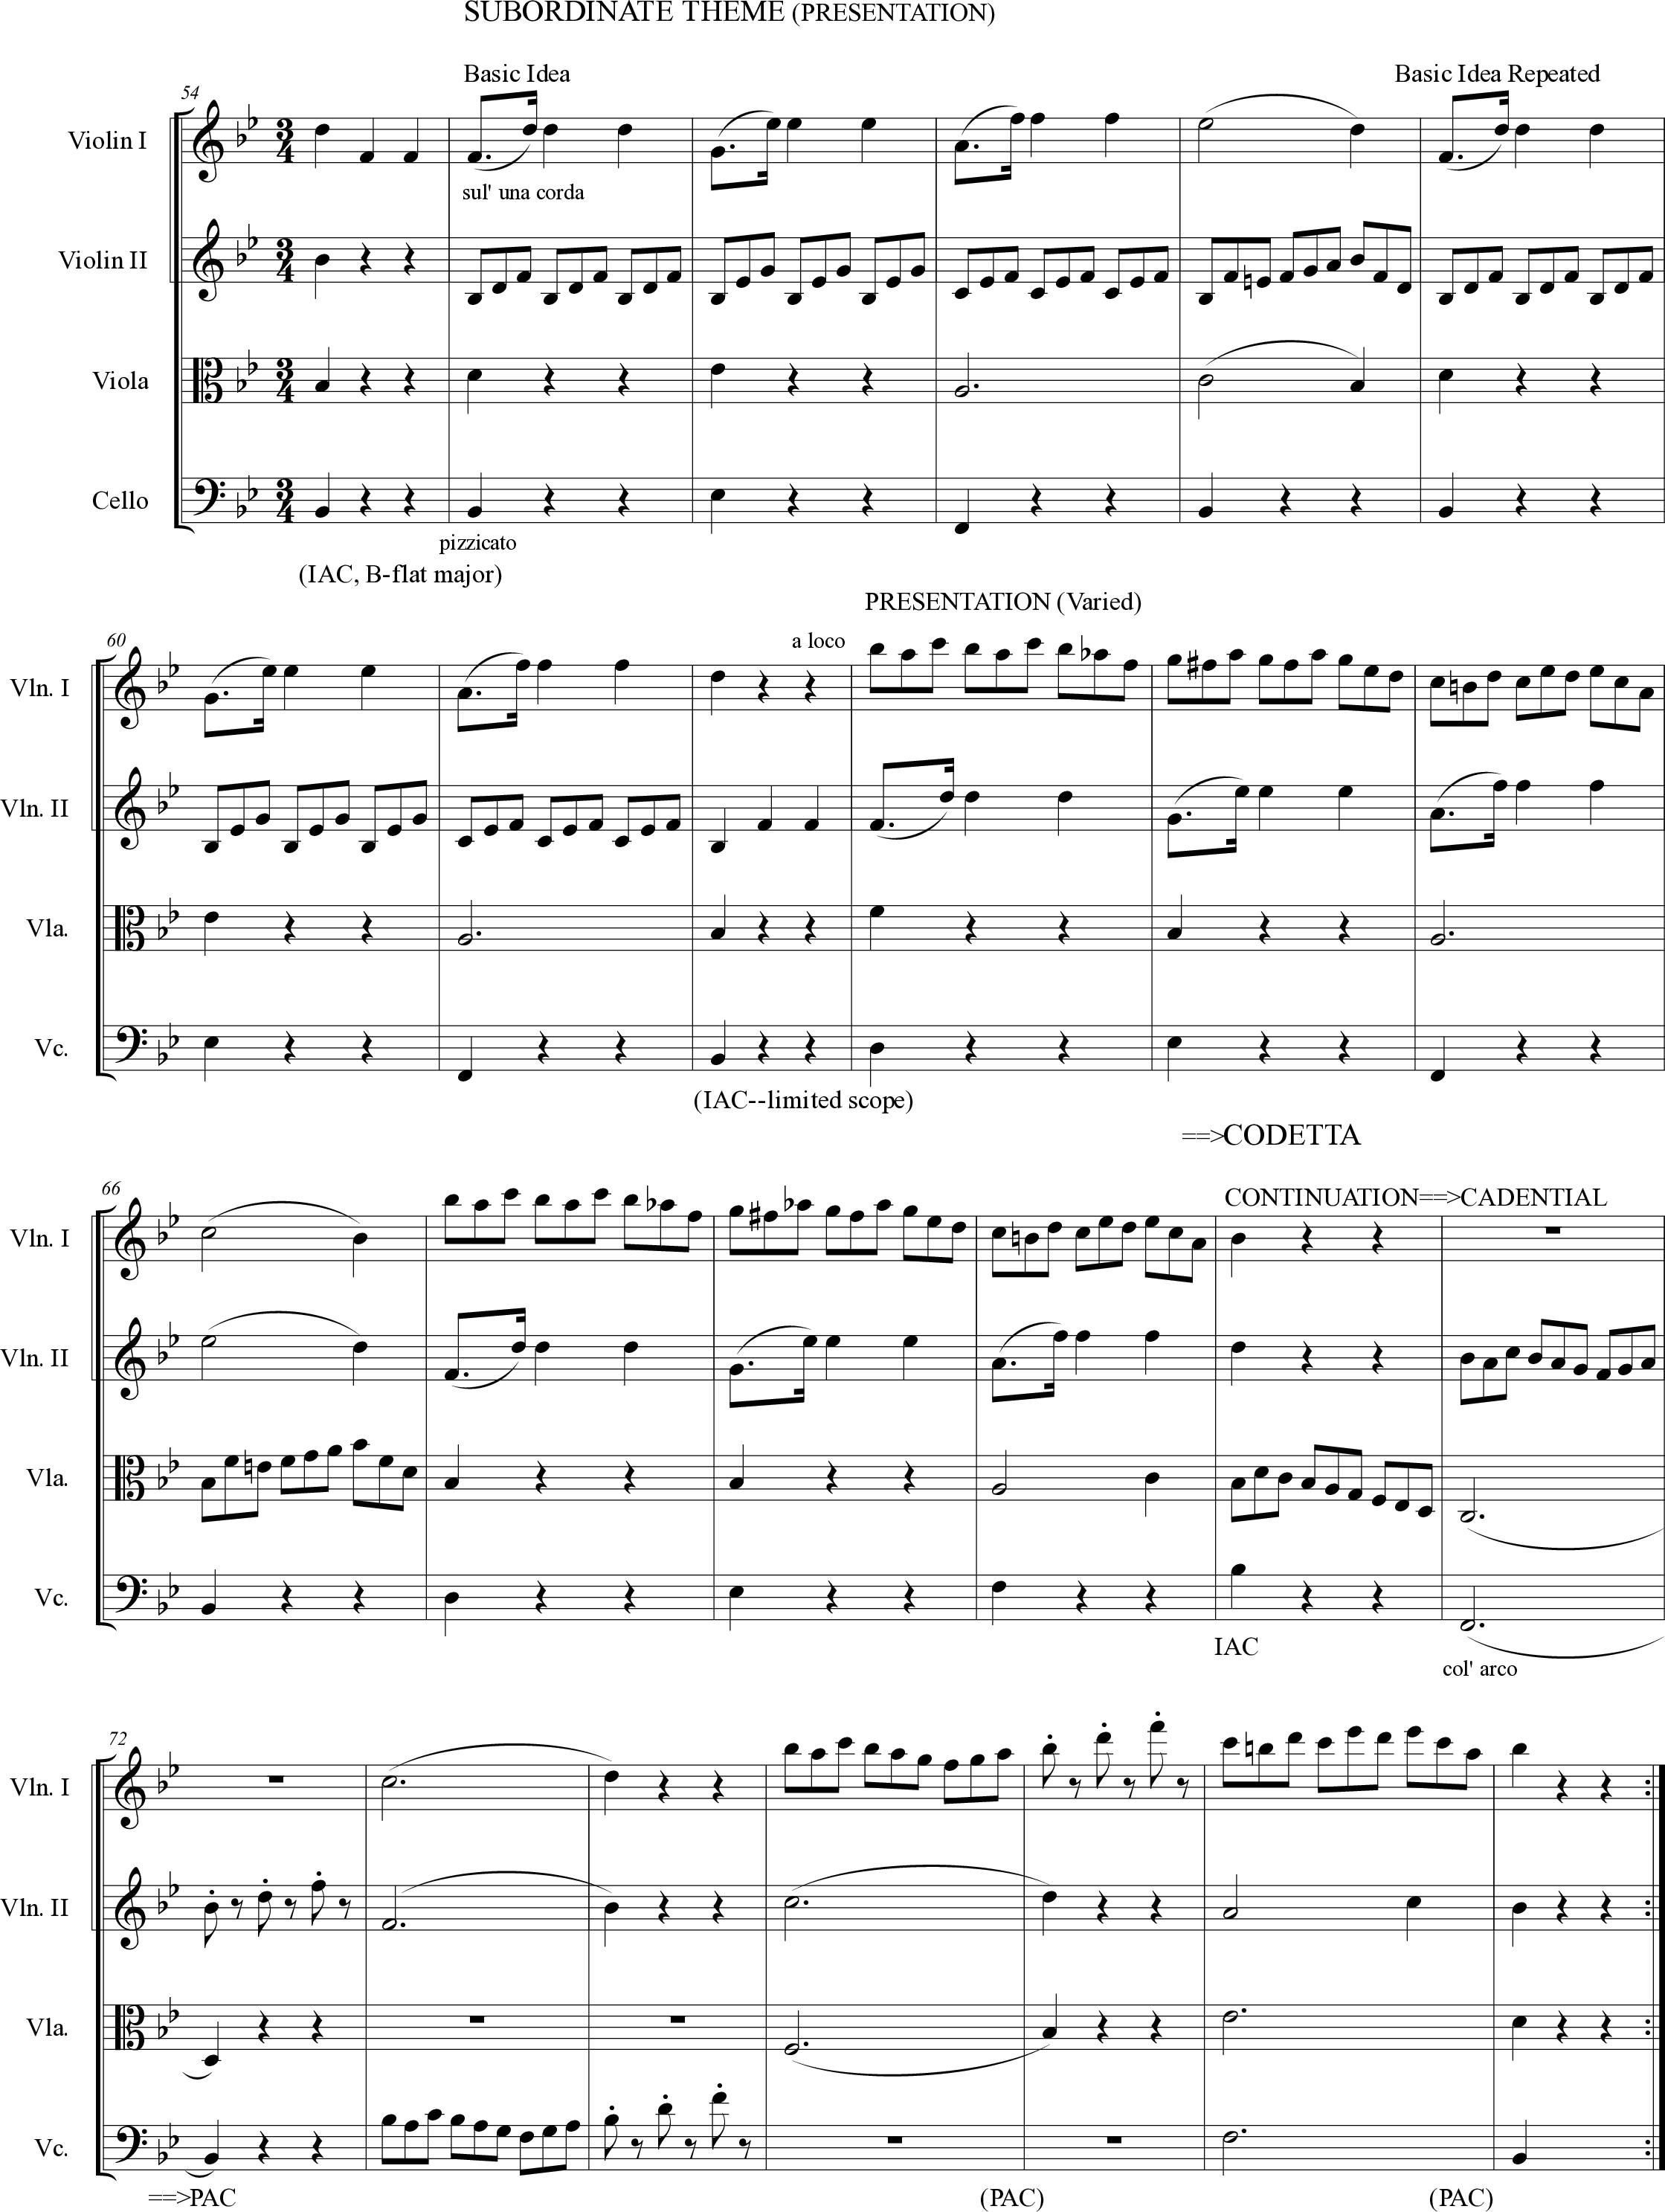 SUBORDINATE THEME (PRESENTATION)
Basic Idea
Basic Idea Repeated
54
Violin I
sul' una corda
Violin II
Viola
Cello
pizzicato
(IAC, B-flat major)
PRESENTATION (Varied)
60
a loco
Vln. I
Vln. II
Vla.
Vc.
(IAC--limited scope)
==>CODETTA
66
CONTINUATION==>CADENTIAL
Vln. I
Vln. II
Vla.
Vc.
IAC
col' arco
72
Vln. I
Vln. II
Vla.
Vc.
==>PAC
(PAC)
(PAC)